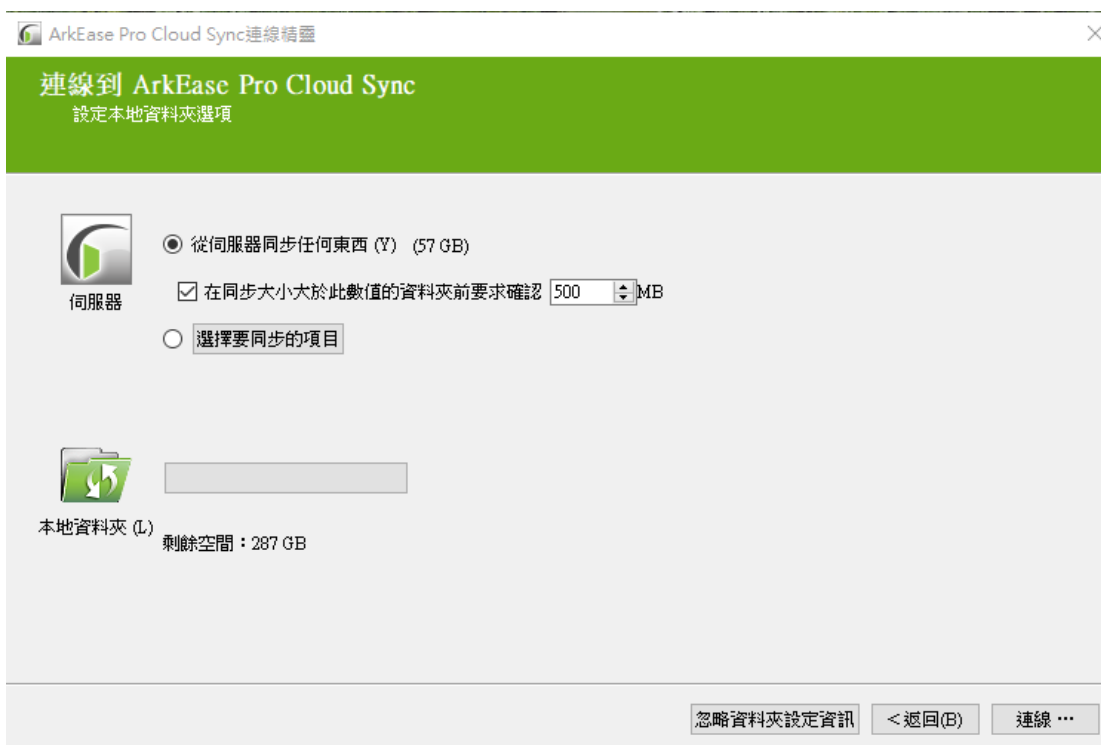 ArkEase Pro Cloud Sync連線精靈
連線到 ArkEase Pro Cloud Sync
設定本地資料夾選項
從伺服器同步任何東西 (Y) (57 GB)
伺服器
在同步大小大於此數值的資料夾前要求確認 500 MB
選擇要同步的項目
本地資料夾 (L)
剩餘空間：287 GB
忽略資料夾設定資訊 <返回(B) 連線…